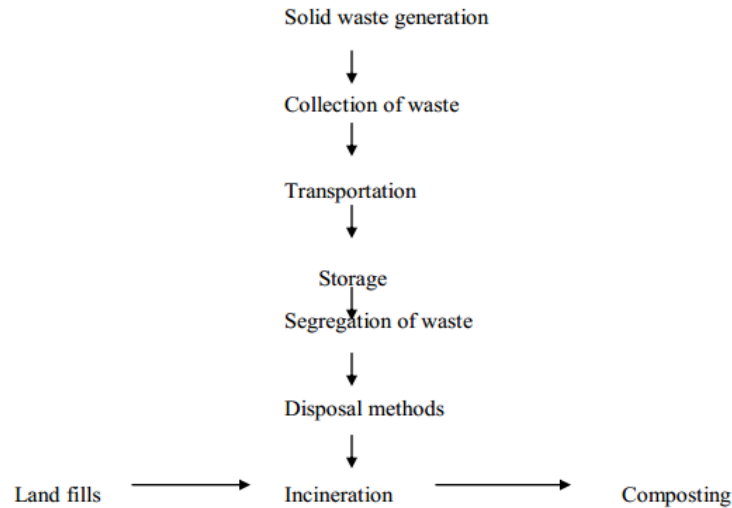 Solid waste generation
Collection of waste
Transportation
Storage
Segregation of waste
Disposal methods
Land fills Incineration Composting